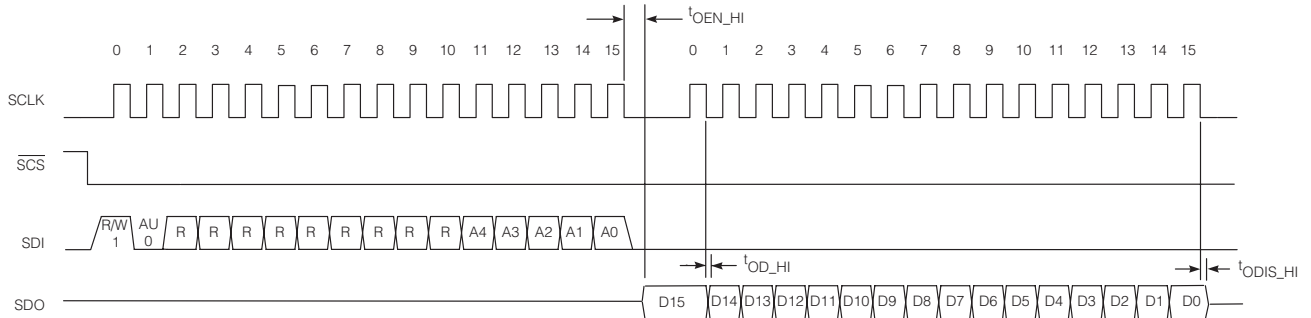 tOEN_HI
0 1 2 3 4 5 6 7 8 9 10 11 12 13 14 15 0 1 2 3 4 5 6 7 8 9 10 11 12 13 14 15
SCLK
SCS
SDI R/W 1 AU 0 R R R R R R R R R A4 A3 A2 A1 A0
tOD_HI tODIS_HI
SDO D15 D14 D13 D12 D11 D10 D9 D8 D7 D6 D5 D4 D3 D2 D1 D0